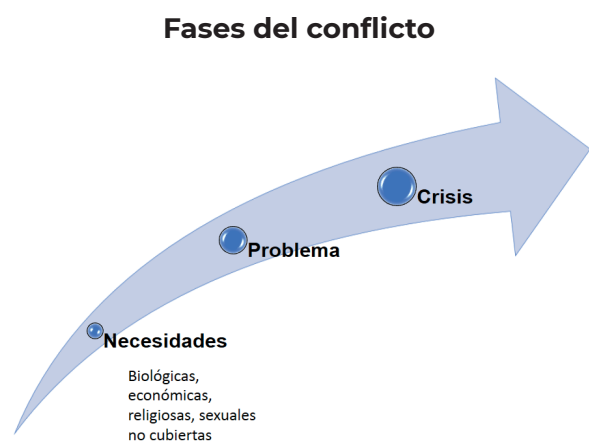 Fases del conflicto
Crisis
Problema
Necesidades
Biológicas,
económicas,
religiosas, sexuales
no cubiertas